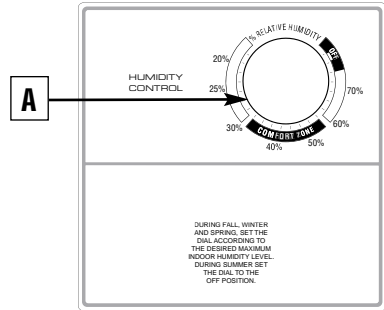 % RELATIVE HUMIDITY
OFF
20%
HUMIDITY
CONTROL
25%
70%
A
30%
60%
COMFORT ZONE
40%
50%
DURING FALL, WINTER
AND SPRING, SET THE
DIAL ACCORDING TO
THE DESIRED MAXIMUM
INDOOR HUMIDITY LEVEL.
DURING SUMMER SET
THE DIAL TO THE
OFF POSITION.